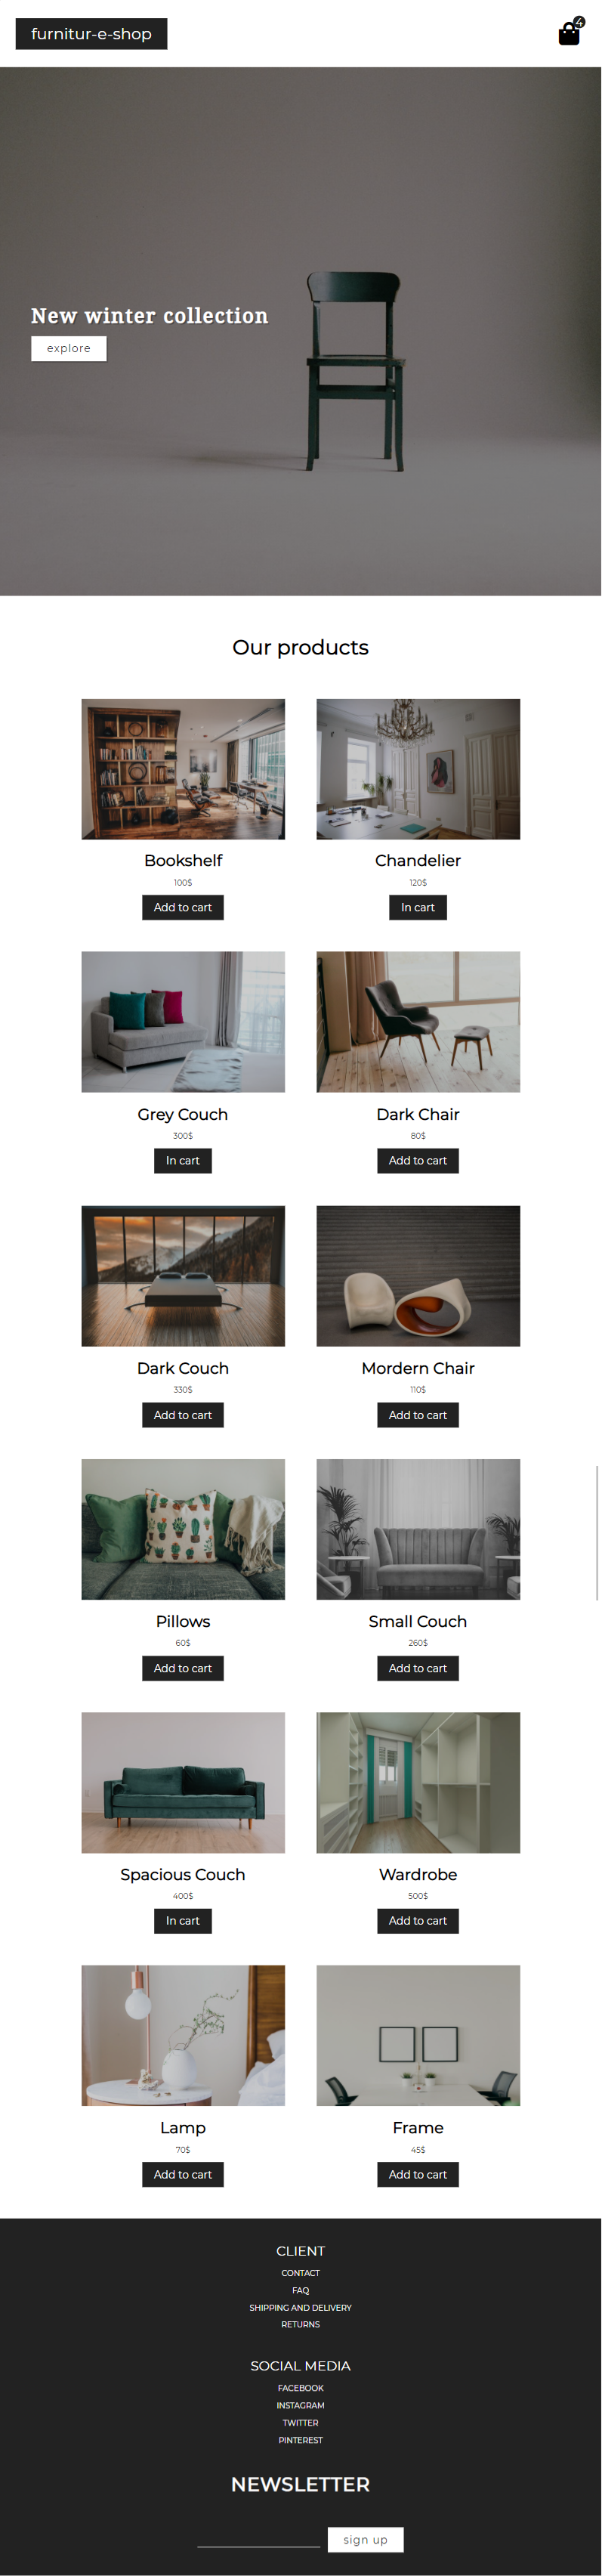 furnitur-e-shop
4
New winter collection
explore
Our products
Bookshelf
100$
Add to cart
Chandelier
120$
In cart
Grey Couch
300$
In cart
Dark Chair
80$
Add to cart
Dark Couch
330$
Add to cart
Mordern Chair
110$
Add to cart
Pillows
60$
Add to cart
Small Couch
260$
Add to cart
Spacious Couch
400$
In cart
Wardrobe
500$
Add to cart
Lamp
70$
Add to cart
Frame
45$
Add to cart
CLIENT
CONTACT
FAQ
SHIPPING AND DELIVERY
RETURNS
SOCIAL MEDIA
FACEBOOK
INSTAGRAM
TWITTER
PINTEREST
NEWSLETTER
sign up